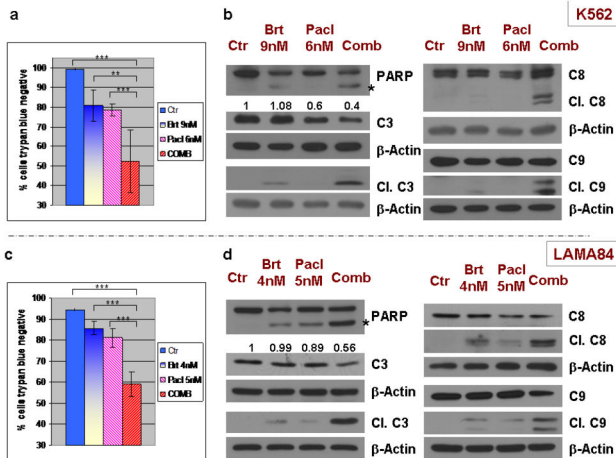 K562
a
***
**
***
% cells trypan blue negative
100
90
80
70
60
50
40
30
Ctr
Brt 9nM
Pacl 6nM
COMB
b
Ctr Brt 9nM Pacl 6nM Comb
PARP
*
1 1.08 0.6 0.4
C3
β-Actin
Cl. C3
β-Actin
Ctr Brt 9nM Pacl 6nM Comb
C8
Cl. C8
β-Actin
C9
Cl. C9
β-Actin
LAMA84
c
***
***
***
% cells trypan blue negative
100
90
80
70
60
50
40
30
Ctr
Brt 4nM
Pacl 5nM
COMB
d
Ctr Brt 4nM Pacl 5nM Comb
PARP
*
1 0.99 0.89 0.56
C3
β-Actin
Cl. C3
β-Actin
Ctr Brt 4nM Pacl 5nM Comb
C8
Cl. C8
β-Actin
C9
Cl. C9
β-Actin